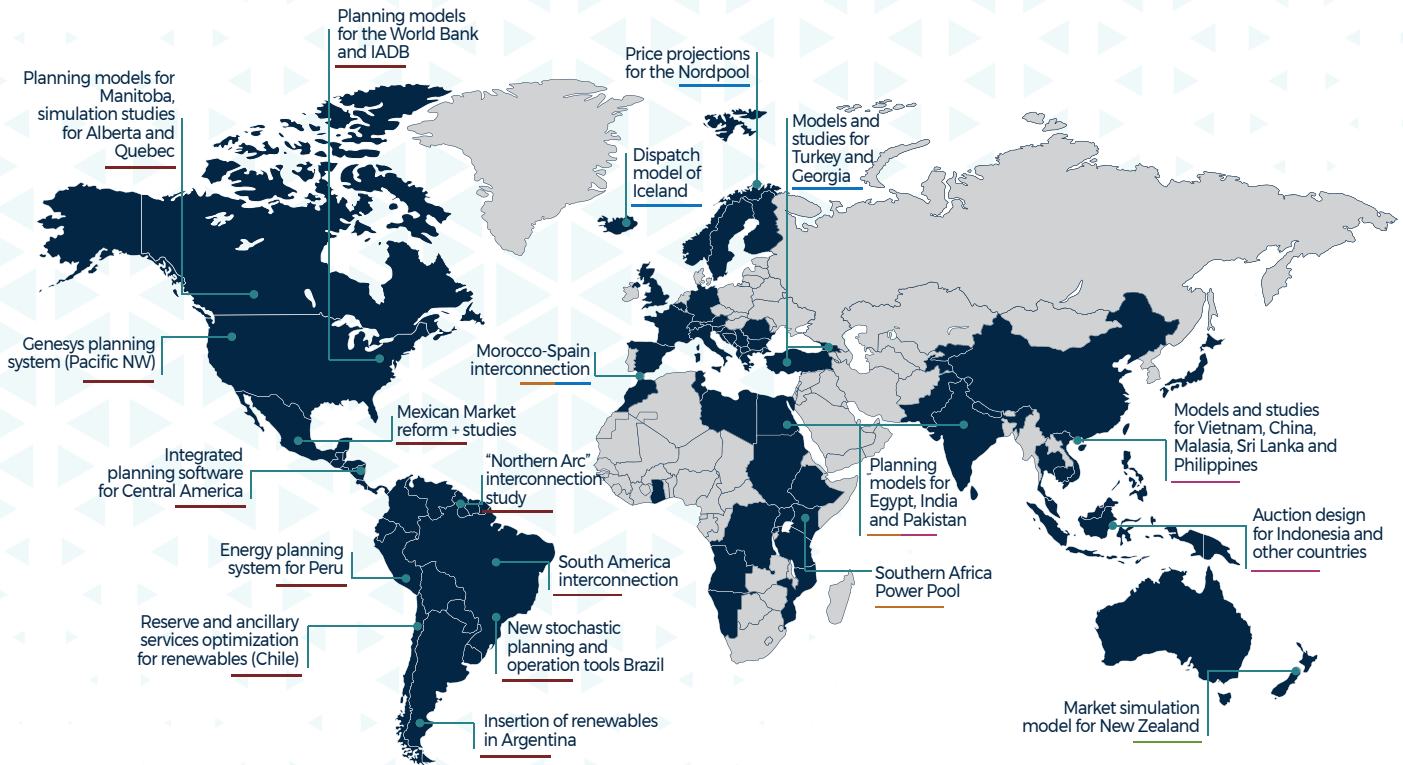 Planning models
for the World Bank
and IADB
Price projections
for the Nordpool
Planning models for
Manitoba,
simulation studies
for Alberta and
Quebec
Models and
studies for
Turkey and
Georgia
Dispatch
model of
Iceland
Genesys planning
system (Pacific NW)
Morocco-Spain
interconnection
Mexican Market
reform + studies
Models and studies
for Vietnam, China,
Malasia, Sri Lanka and
Philippines
Integrated
planning software
for Central America
“Northern Arc”
interconnection
study
Planning
models for
Egypt, India
and Pakistan
Auction design
for Indonesia and
other countries
Energy planning
system for Peru
South America
interconnection
Southern Africa
Power Pool
Reserve and ancillary
services optimization
for renewables (Chile)
New stochastic
planning and
operation tools Brazil
Insertion of renewables
in Argentina
Market simulation
model for New Zealand